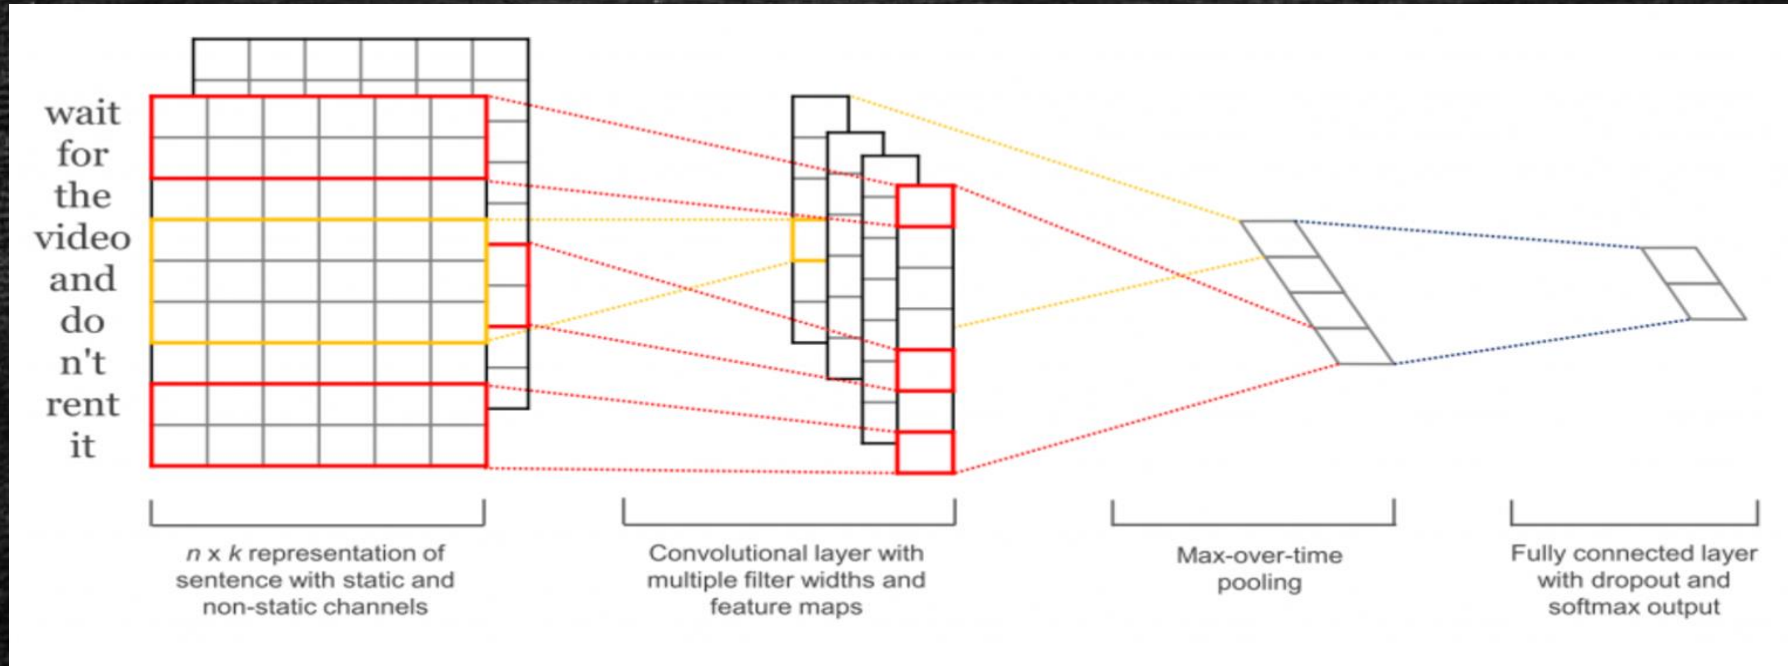 wait
for
the
video
and
do
n't
rent
it
n x k representation of
sentence with static and
non-static channels
Convolutional layer with
multiple filter widths and
feature maps
Max-over-time
pooling
Fully connected layer
with dropout and
softmax output